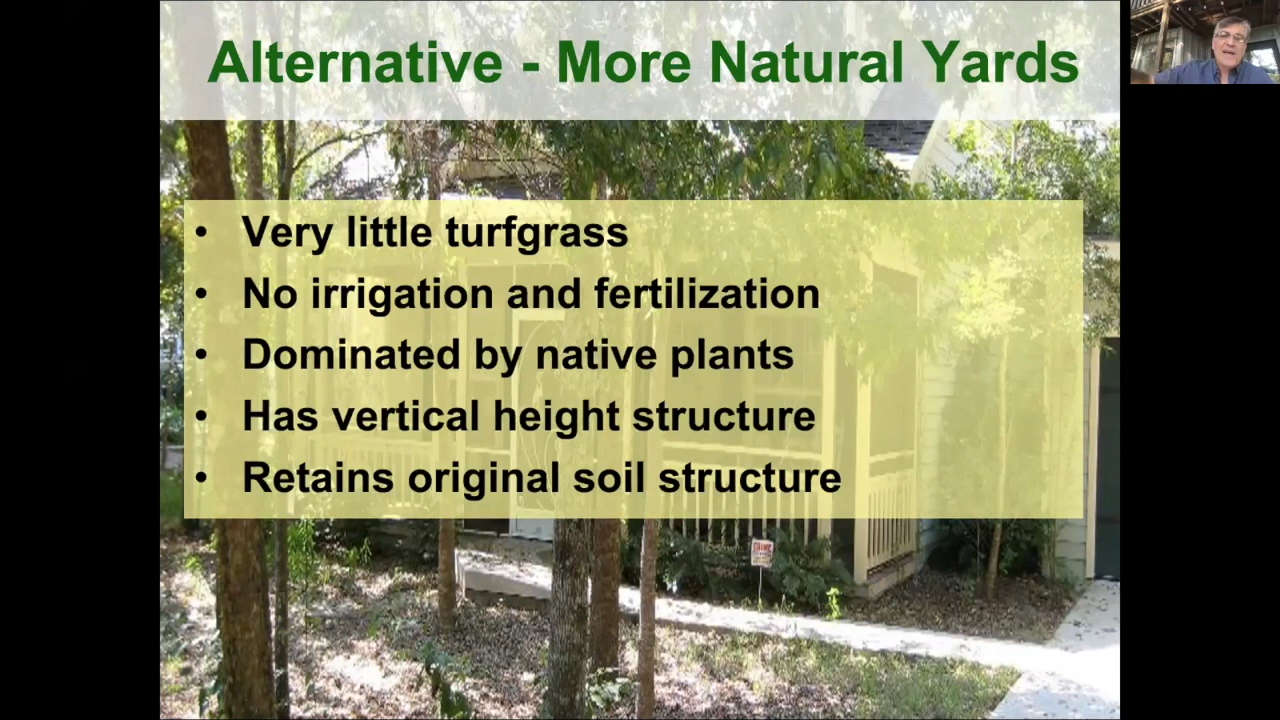 Alternative - More Natural Yards
• Very little turfgrass
• No irrigation and fertilization
• Dominated by native plants
• Has vertical height structure
• Retains original soil structure